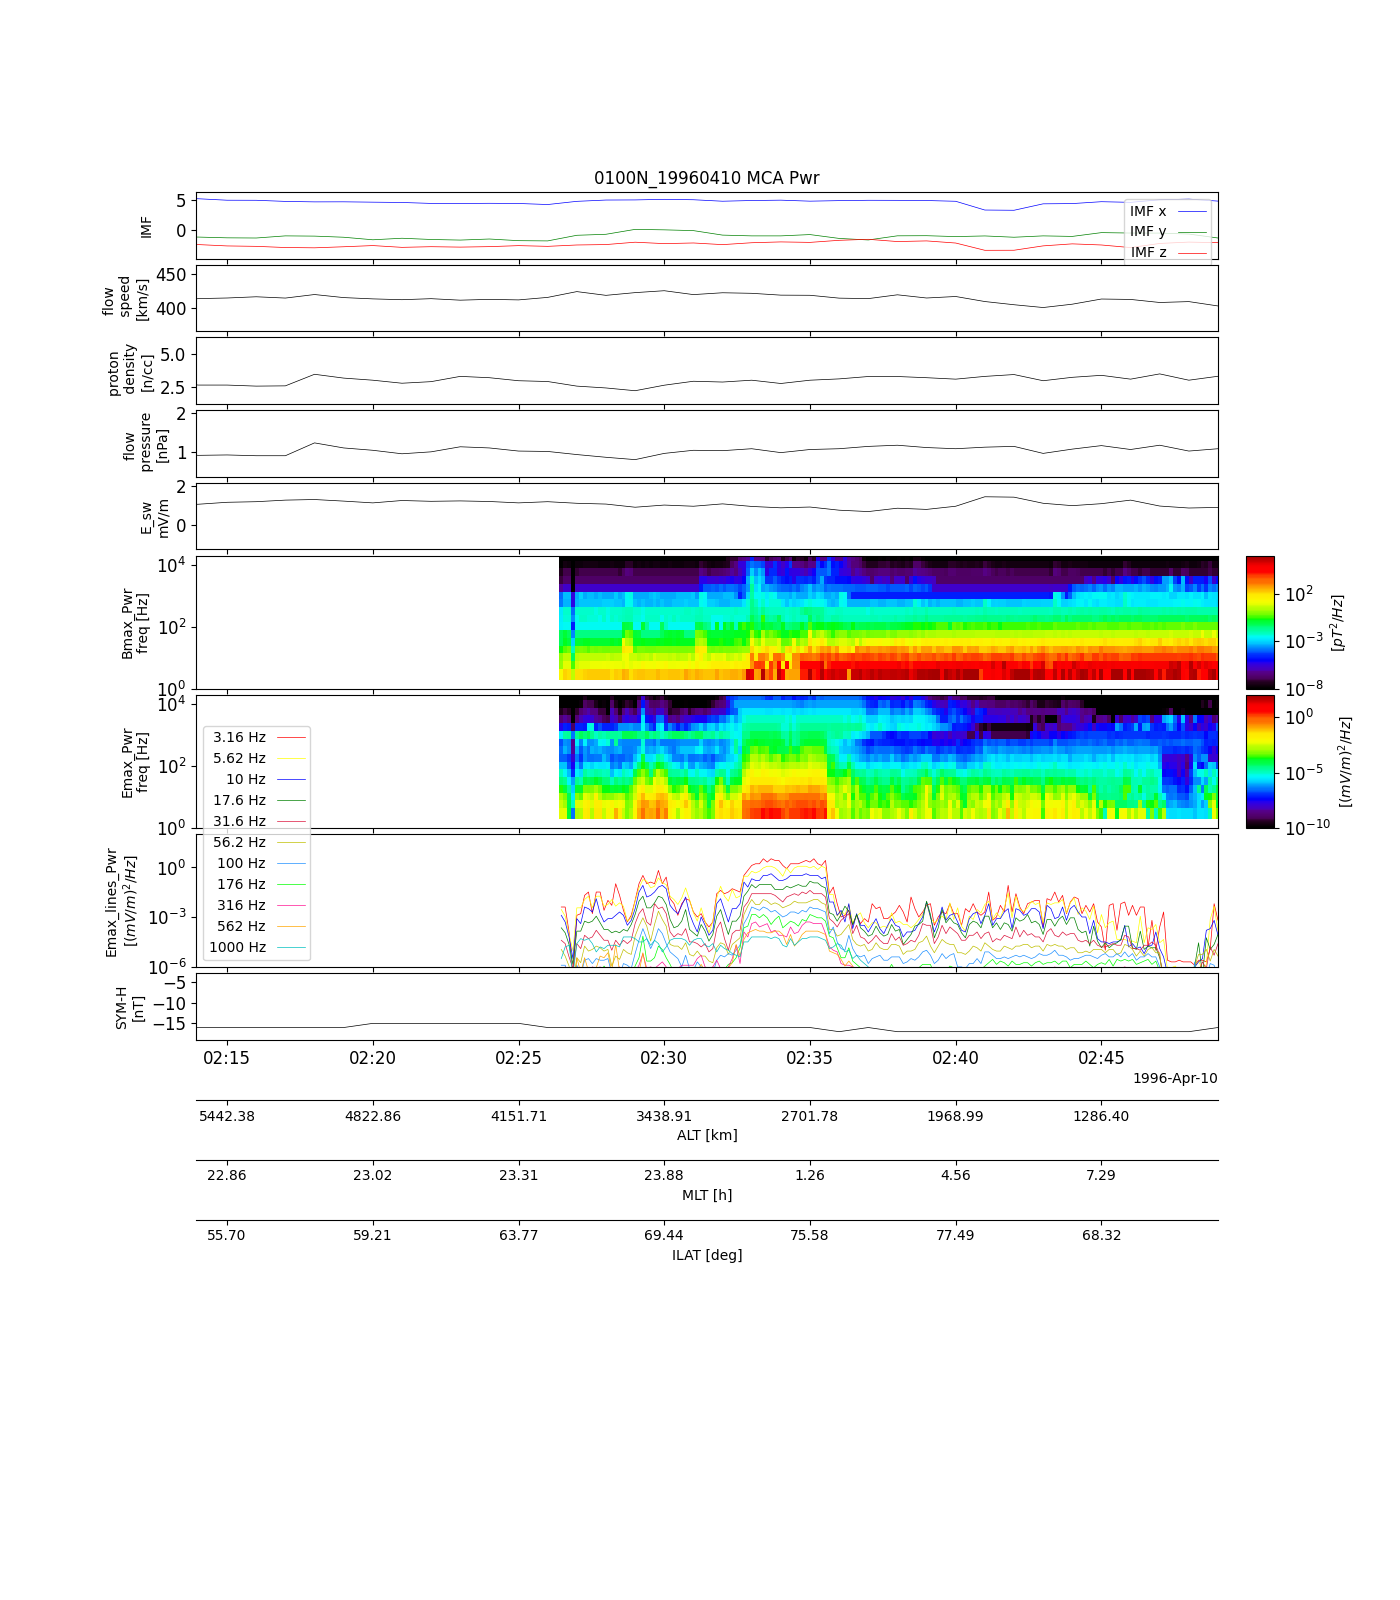 0100N_19960410 MCA Pwr
5
0
IMF
IMF x
IMF y
IMF z
450
400
flow
speed
[km/s]
5.0
2.5
proton
density
[n/cc]
2
1
flow
pressure
[nPa]
2
0
E_sw
mV/m
10^4
10^2
10^0
Bmax_Pwr
freq [Hz]
10^2
10^-3
10^-8
[pT^2/Hz]
10^4
10^2
10^0
Emax_Pwr
freq [Hz]
10^0
10^-5
10^-10
[(mV/m)^2/Hz]
3.16 Hz
5.62 Hz
10 Hz
17.6 Hz
31.6 Hz
56.2 Hz
100 Hz
176 Hz
316 Hz
562 Hz
1000 Hz
10^0
10^-3
10^-6
Emax_lines_Pwr
[(mV/m)^2/Hz]
−5
−10
−15
SYM-H
[nT]
02:15 02:20 02:25 02:30 02:35 02:40 02:45
1996-Apr-10
5442.38 4822.86 4151.71 3438.91 2701.78 1968.99 1286.40
ALT [km]
22.86 23.02 23.31 23.88 1.26 4.56 7.29
MLT [h]
55.70 59.21 63.77 69.44 75.58 77.49 68.32
ILAT [deg]